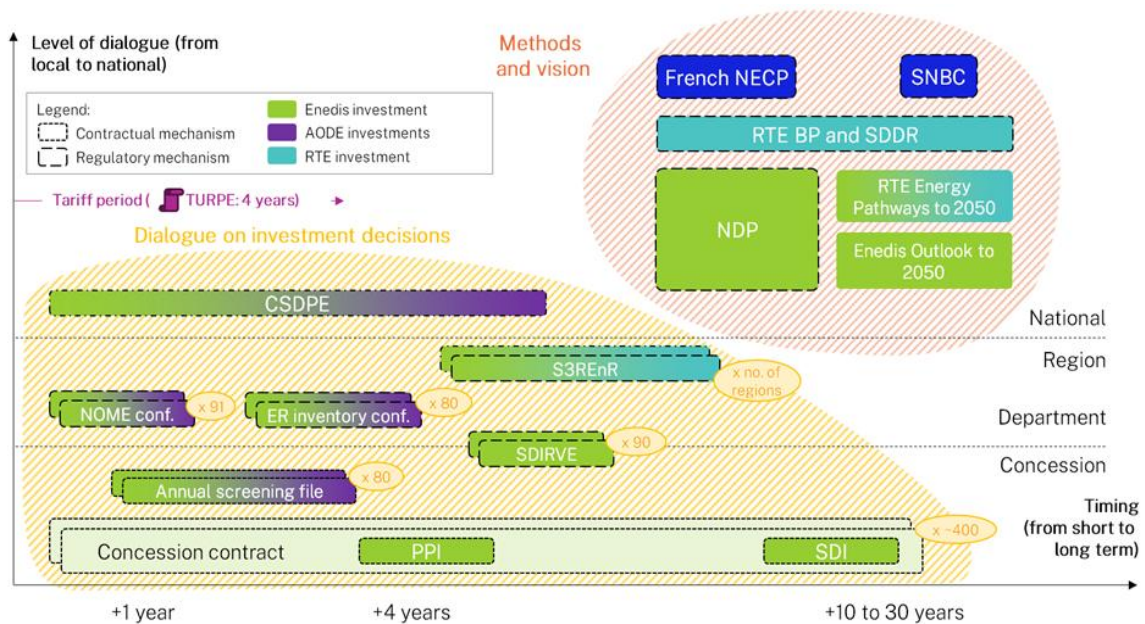 Level of dialogue (from
local to national)
Legend:
Contractual mechanism
Regulatory mechanism
Enedis investment
AODE investments
RTE investment
Tariff period ( TURPE: 4 years)
Methods
and vision
French NECP
SNBC
RTE BP and SDDR
NDP
RTE Energy
Pathways to 2050
Enedis Outlook to
2050
Dialogue on investment decisions
CSDPE
National
Region
S3REnR
x no. of
regions
NOME conf.
x 91
ER inventory conf.
x 80
Department
SDIRVE
x 90
Concession
Annual screening file
x 80
Timing
(from short to
long term)
x ~400
Concession contract
PPI
SDI
+1 year
+4 years
+10 to 30 years